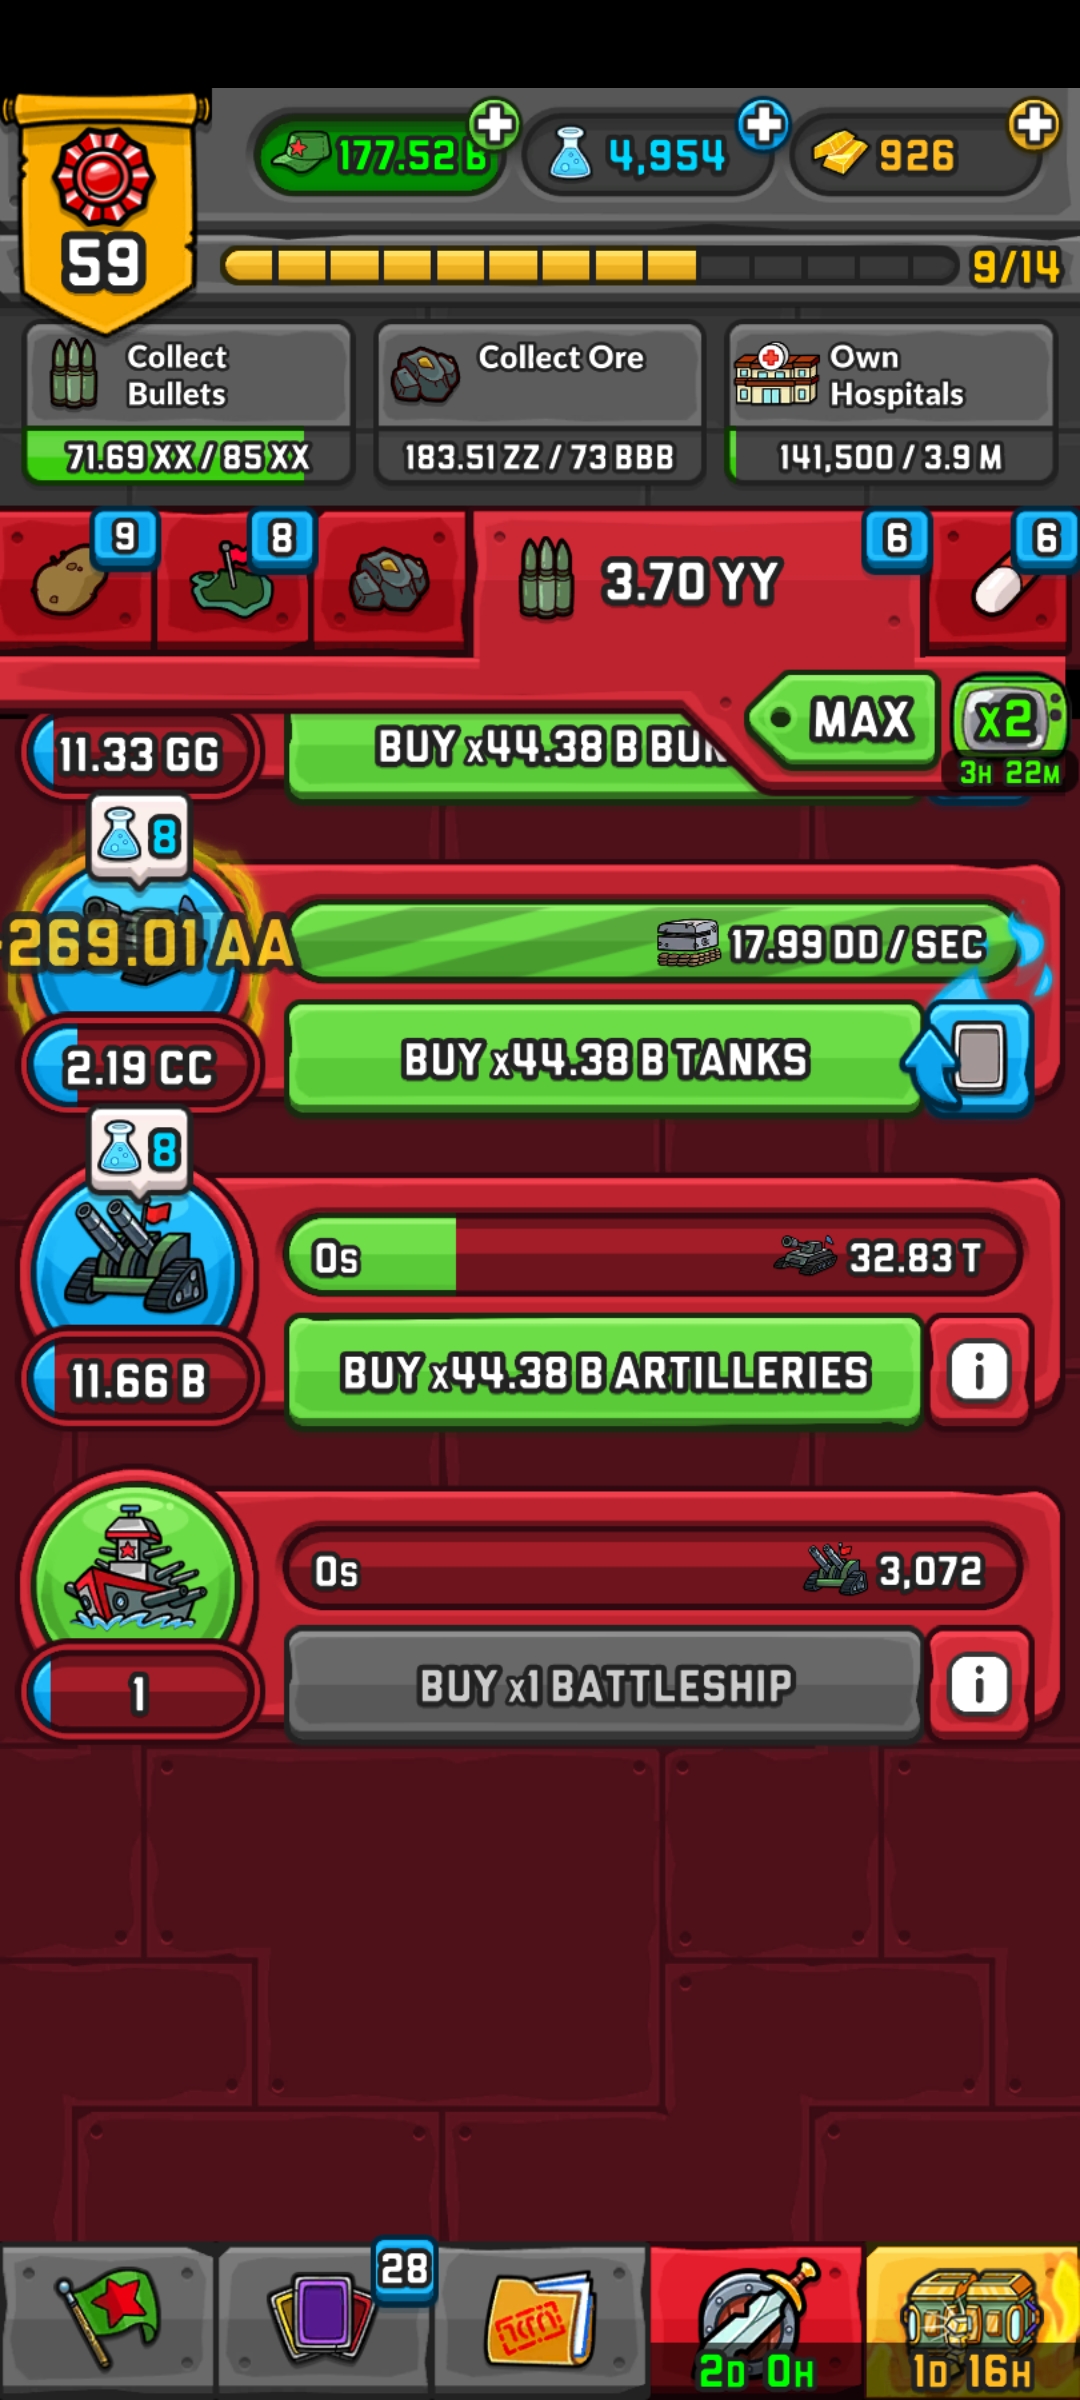 177.52 B
4,954
926
59
9/14
Collect
Bullets
71.69 XX / 85 XX
Collect Ore
183.51 ZZ / 73 BBB
Own
Hospitals
141,500 / 3.9 M
9
8
3.70 YY
6
6
MAX
x2
3H 22M
11.33 GG
BUY x44.38 B
8
269.01 AA
17.99 DD / SEC
2.19 CC
BUY x44.38 B TANKS
8
0s
32.83 T
11.66 B
BUY x44.38 B ARTILLERIES
i
0s
3,072
1
BUY x1 BATTLESHIP
i
28
2D 0H
1D 16H